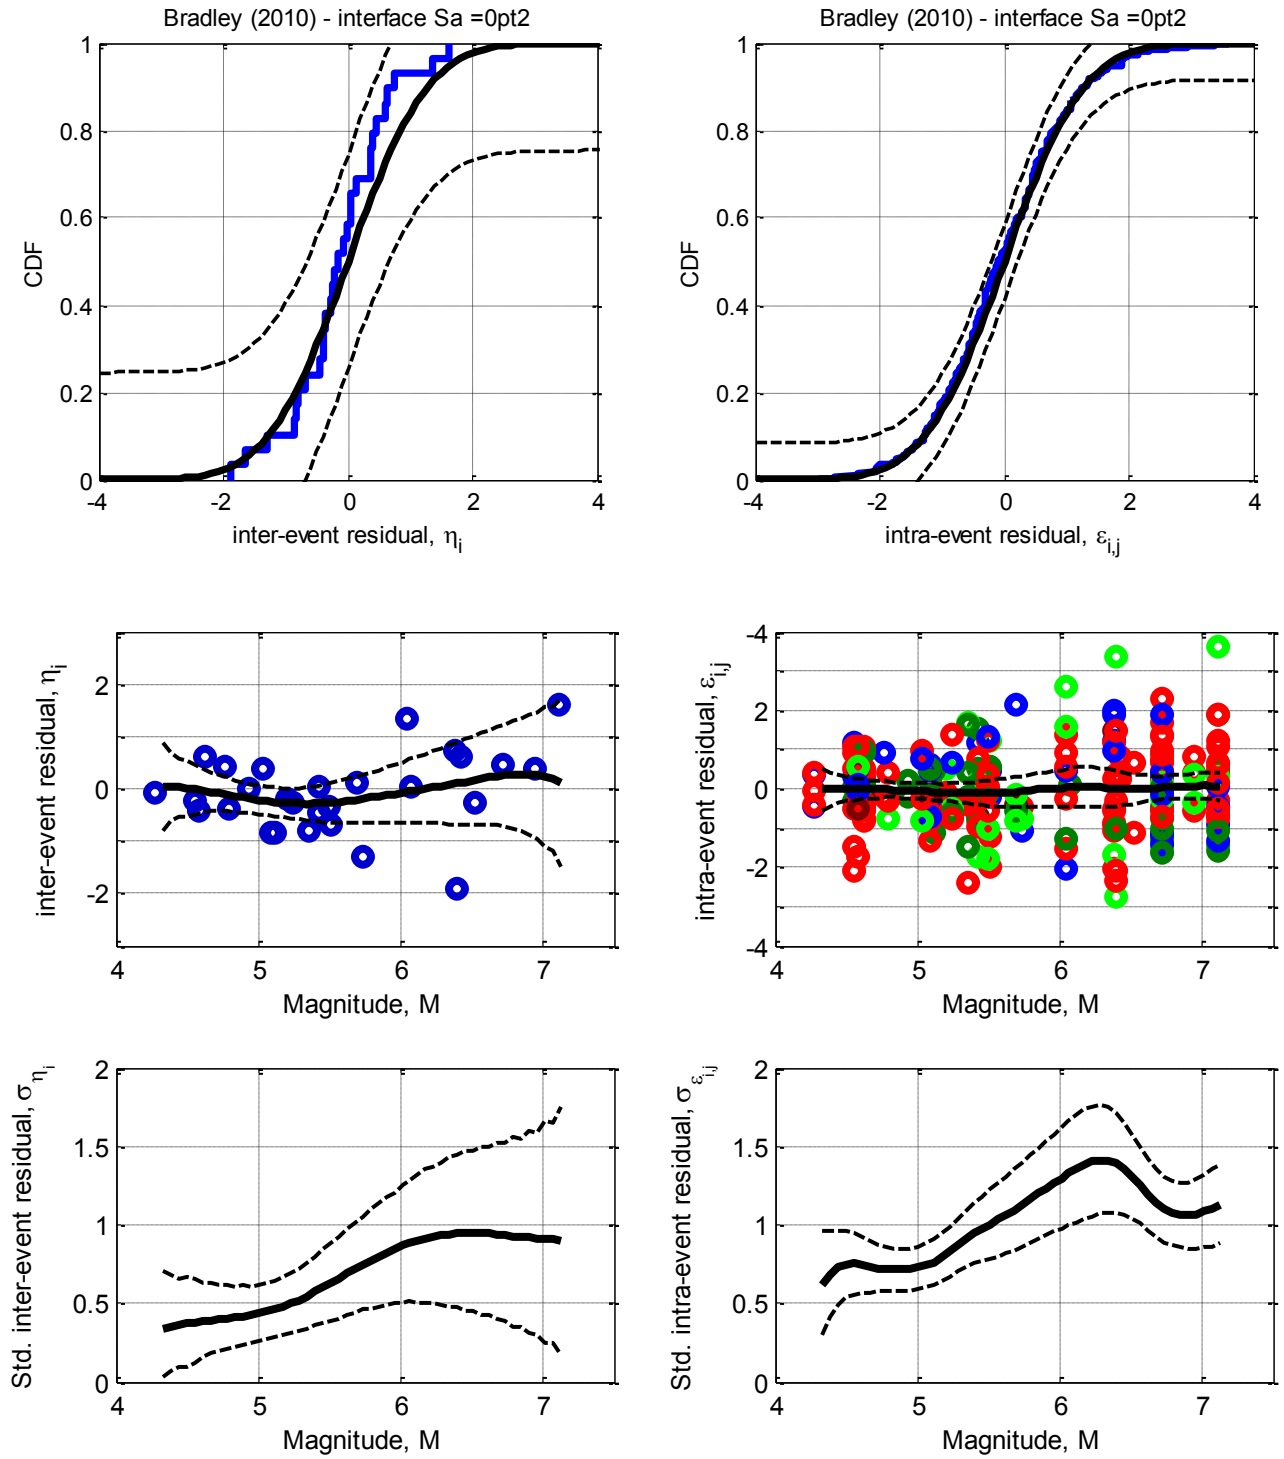 Bradley (2010) - interface Sa =0pt2
1
0.8
0.6
0.4
0.2
0
CDF
-4 -2 0 2 4
inter-event residual, ηi
Bradley (2010) - interface Sa =0pt2
1
0.8
0.6
0.4
0.2
0
CDF
-4 -2 0 2 4
intra-event residual, εi,j
2
0
-2
inter-event residual, ηi
4 5 6 7
Magnitude, M
-4
2
0
-2
-4
intra-event residual, εi,j
4 5 6 7
Magnitude, M
2
1.5
1
0.5
0
Std. inter-event residual, σηi
4 5 6 7
Magnitude, M
2
1.5
1
0.5
0
Std. intra-event residual, σεi,j
4 5 6 7
Magnitude, M